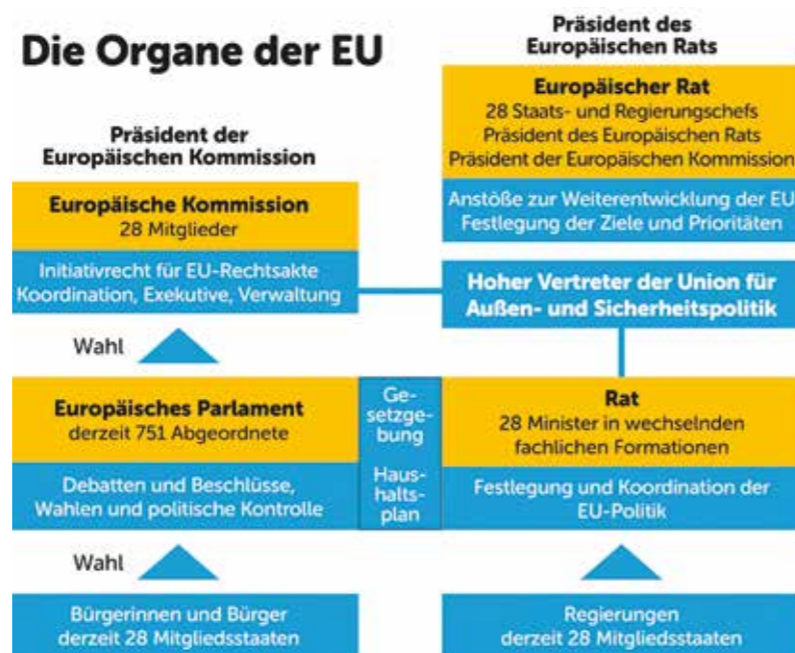 Die Organe der EU
Präsident des
Europäischen Rats
Europäischer Rat
28 Staats- und Regierungschefs
Präsident des Europäischen Rats
Präsident der Europäischen Kommission
Anstöße zur Weiterentwicklung der EU
Festlegung der Ziele und Prioritäten
Präsident der
Europäischen Kommission
Europäische Kommission
28 Mitglieder
Initiativrecht für EU-Rechtsakte
Koordination, Exekutive, Verwaltung
Hoher Vertreter der Union für
Außen- und Sicherheitspolitik
Wahl
Europäisches Parlament
derzeit 751 Abgeordnete
Debatten und Beschlüsse,
Wahlen und politische Kontrolle
Ge-
setzge-
bung
Haus-
halts-
plan
Rat
28 Minister in wechselnden
fachlichen Formationen
Festlegung und Koordination der
EU-Politik
Wahl
Bürgerinnen und Bürger
derzeit 28 Mitgliedsstaaten
Regierungen
derzeit 28 Mitgliedsstaaten